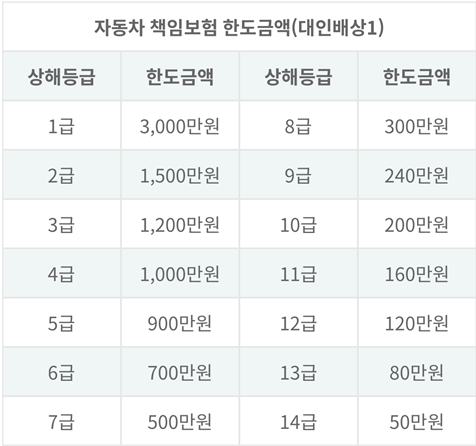 자동차 책임보험 한도금액(대인배상1)
상해등급 한도금액 상해등급 한도금액
1급 3,000만원 8급 300만원
2급 1,500만원 9급 240만원
3급 1,200만원 10급 200만원
4급 1,000만원 11급 160만원
5급 900만원 12급 120만원
6급 700만원 13급 80만원
7급 500만원 14급 50만원